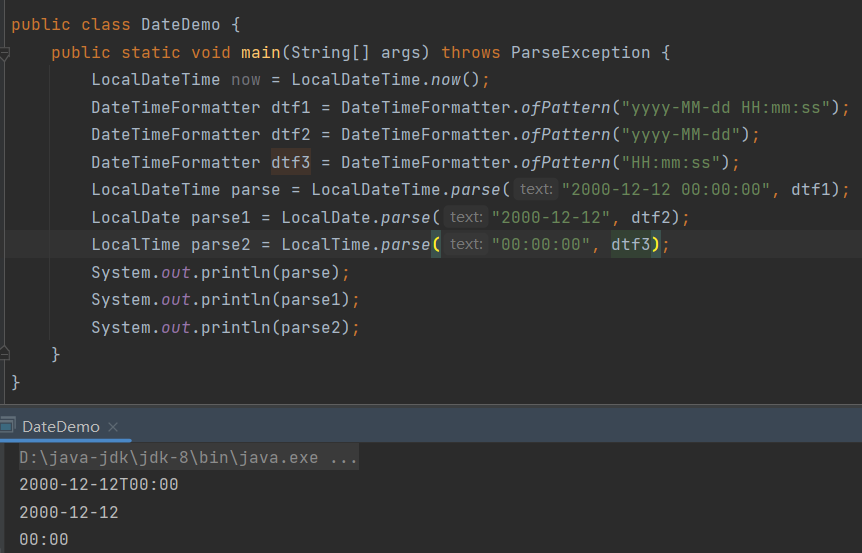 public class DateDemo {
    public static void main(String[] args) throws ParseException {
        LocalDateTime now = LocalDateTime.now();
        DateTimeFormatter dtf1 = DateTimeFormatter.ofPattern("yyyy-MM-dd HH:mm:ss");
        DateTimeFormatter dtf2 = DateTimeFormatter.ofPattern("yyyy-MM-dd");
        DateTimeFormatter dtf3 = DateTimeFormatter.ofPattern("HH:mm:ss");
        LocalDateTime parse = LocalDateTime.parse( text: "2000-12-12 00:00:00", dtf1);
        LocalDate parse1 = LocalDate.parse( text: "2000-12-12", dtf2);
        LocalTime parse2 = LocalTime.parse( text: "00:00:00", dtf3);
        System.out.println(parse);
        System.out.println(parse1);
        System.out.println(parse2);
    }
}
DateDemo ×
D:\java-jdk\jdk-8\bin\java.exe ...
2000-12-12T00:00
2000-12-12
00:00